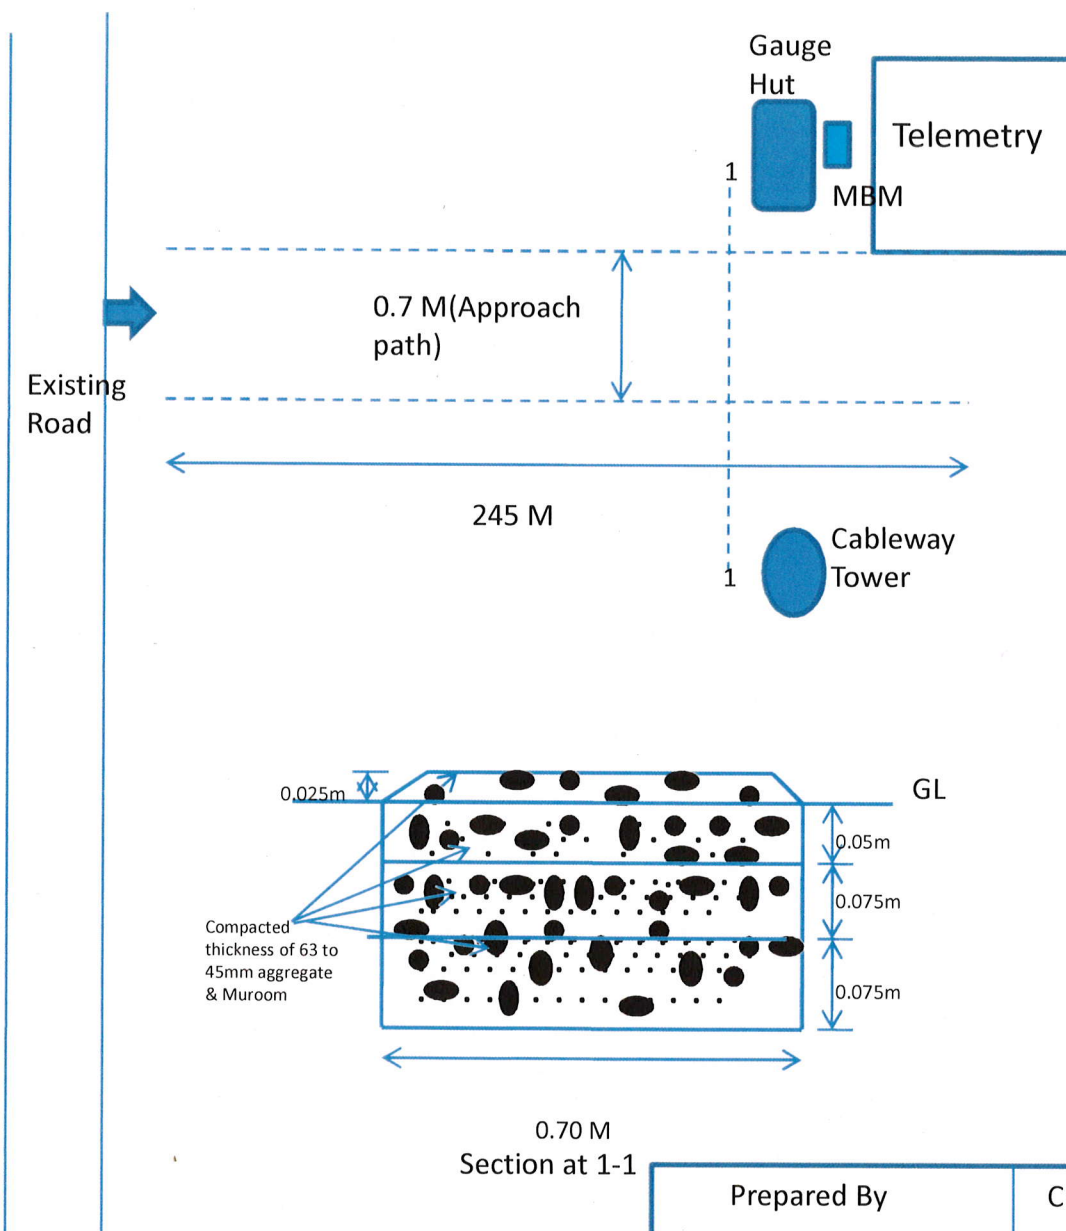 Gauge
Hut
Telemetry
1
MBM
0.7 M(Approach
path)
Existing
Road
245 M
Cableway
Tower
1
GL
0.025m
0.05m
0.075m
Compacted
thickness of 63 to
45mm aggregate
& Muroom
0.075m
0.70 M
Section at 1-1
Prepared By
C